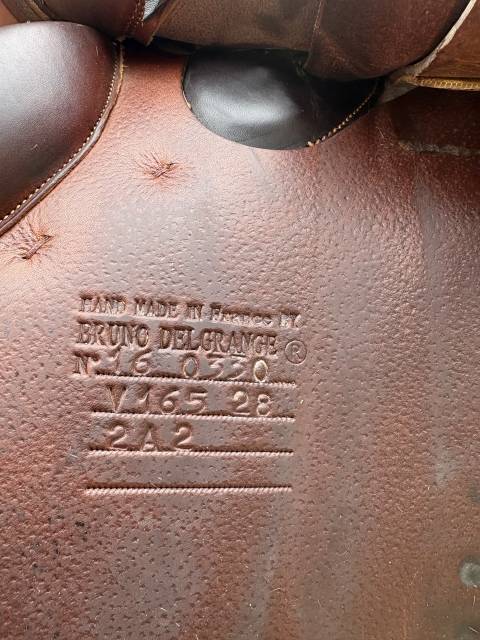 HAND MADE IN FRANCE BY
BRUNO DELGRANGE ®
N° 16 0330
V 165 28
2A2